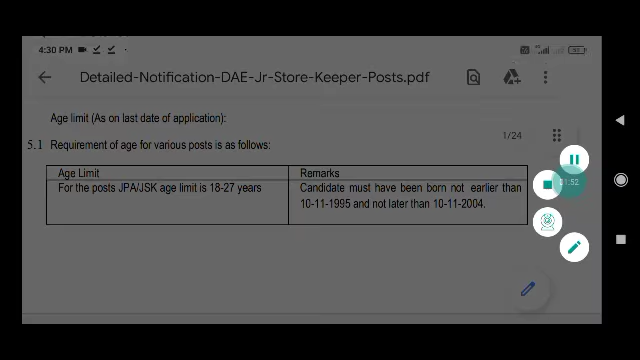 4:30 PM
Detailed-Notification-DAE-Jr-Store-Keeper-Posts.pdf
Age limit (As on last date of application):
1/24
5.1 Requirement of age for various posts is as follows:
Age Limit Remarks
For the posts JPA/JSK age limit is 18-27 years Candidate must have been born not earlier than
10-11-1995 and not later than 10-11-2004.